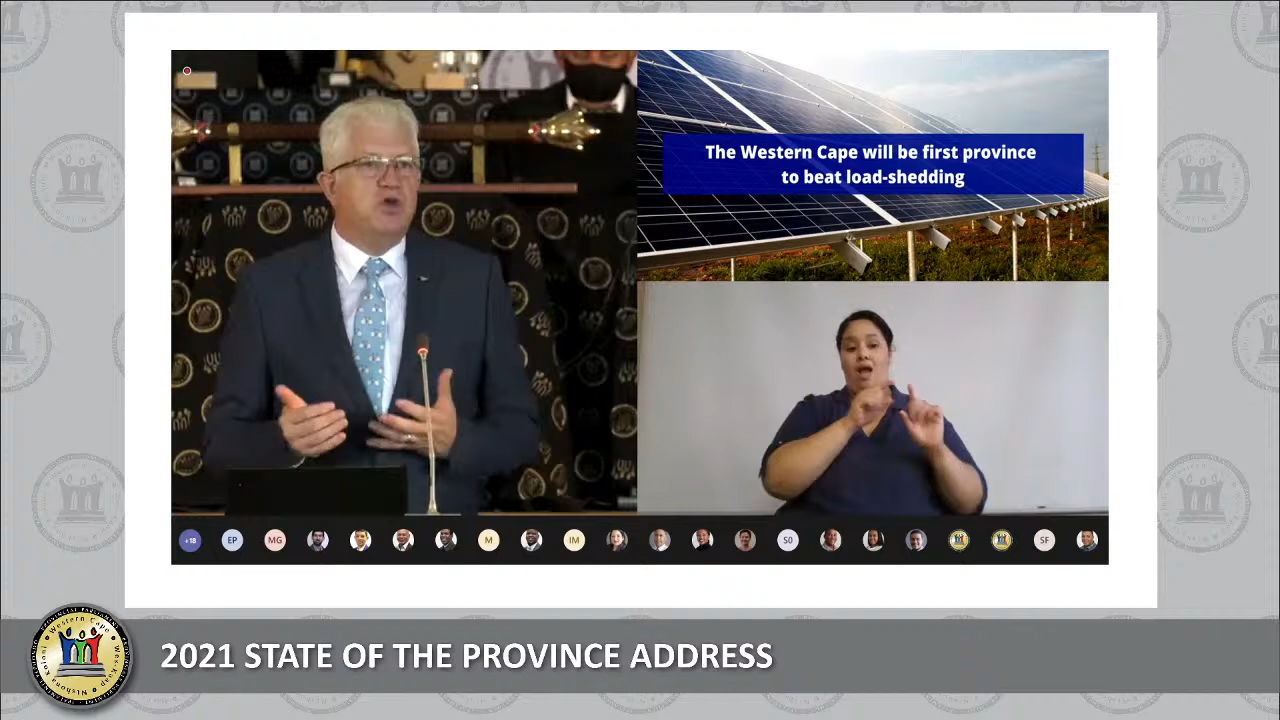 The Western Cape will be first province
to beat load-shedding
+18
EP
MG
M
IM
S0
SF
2021 STATE OF THE PROVINCE ADDRESS
Western Cape